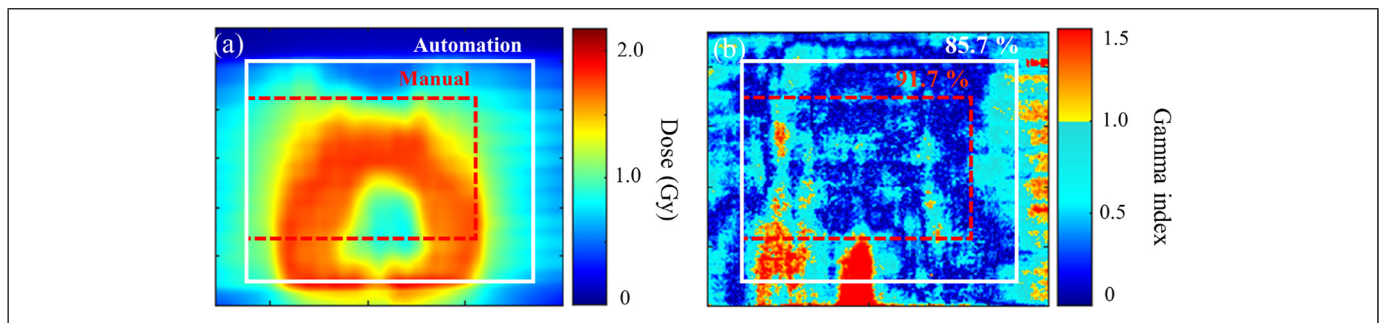 (a)
Automation
Manual
2.0
1.0
0
Dose (Gy)
(b)
85.7 %
91.7 %
1.5
1.0
0.5
0
Gamma index